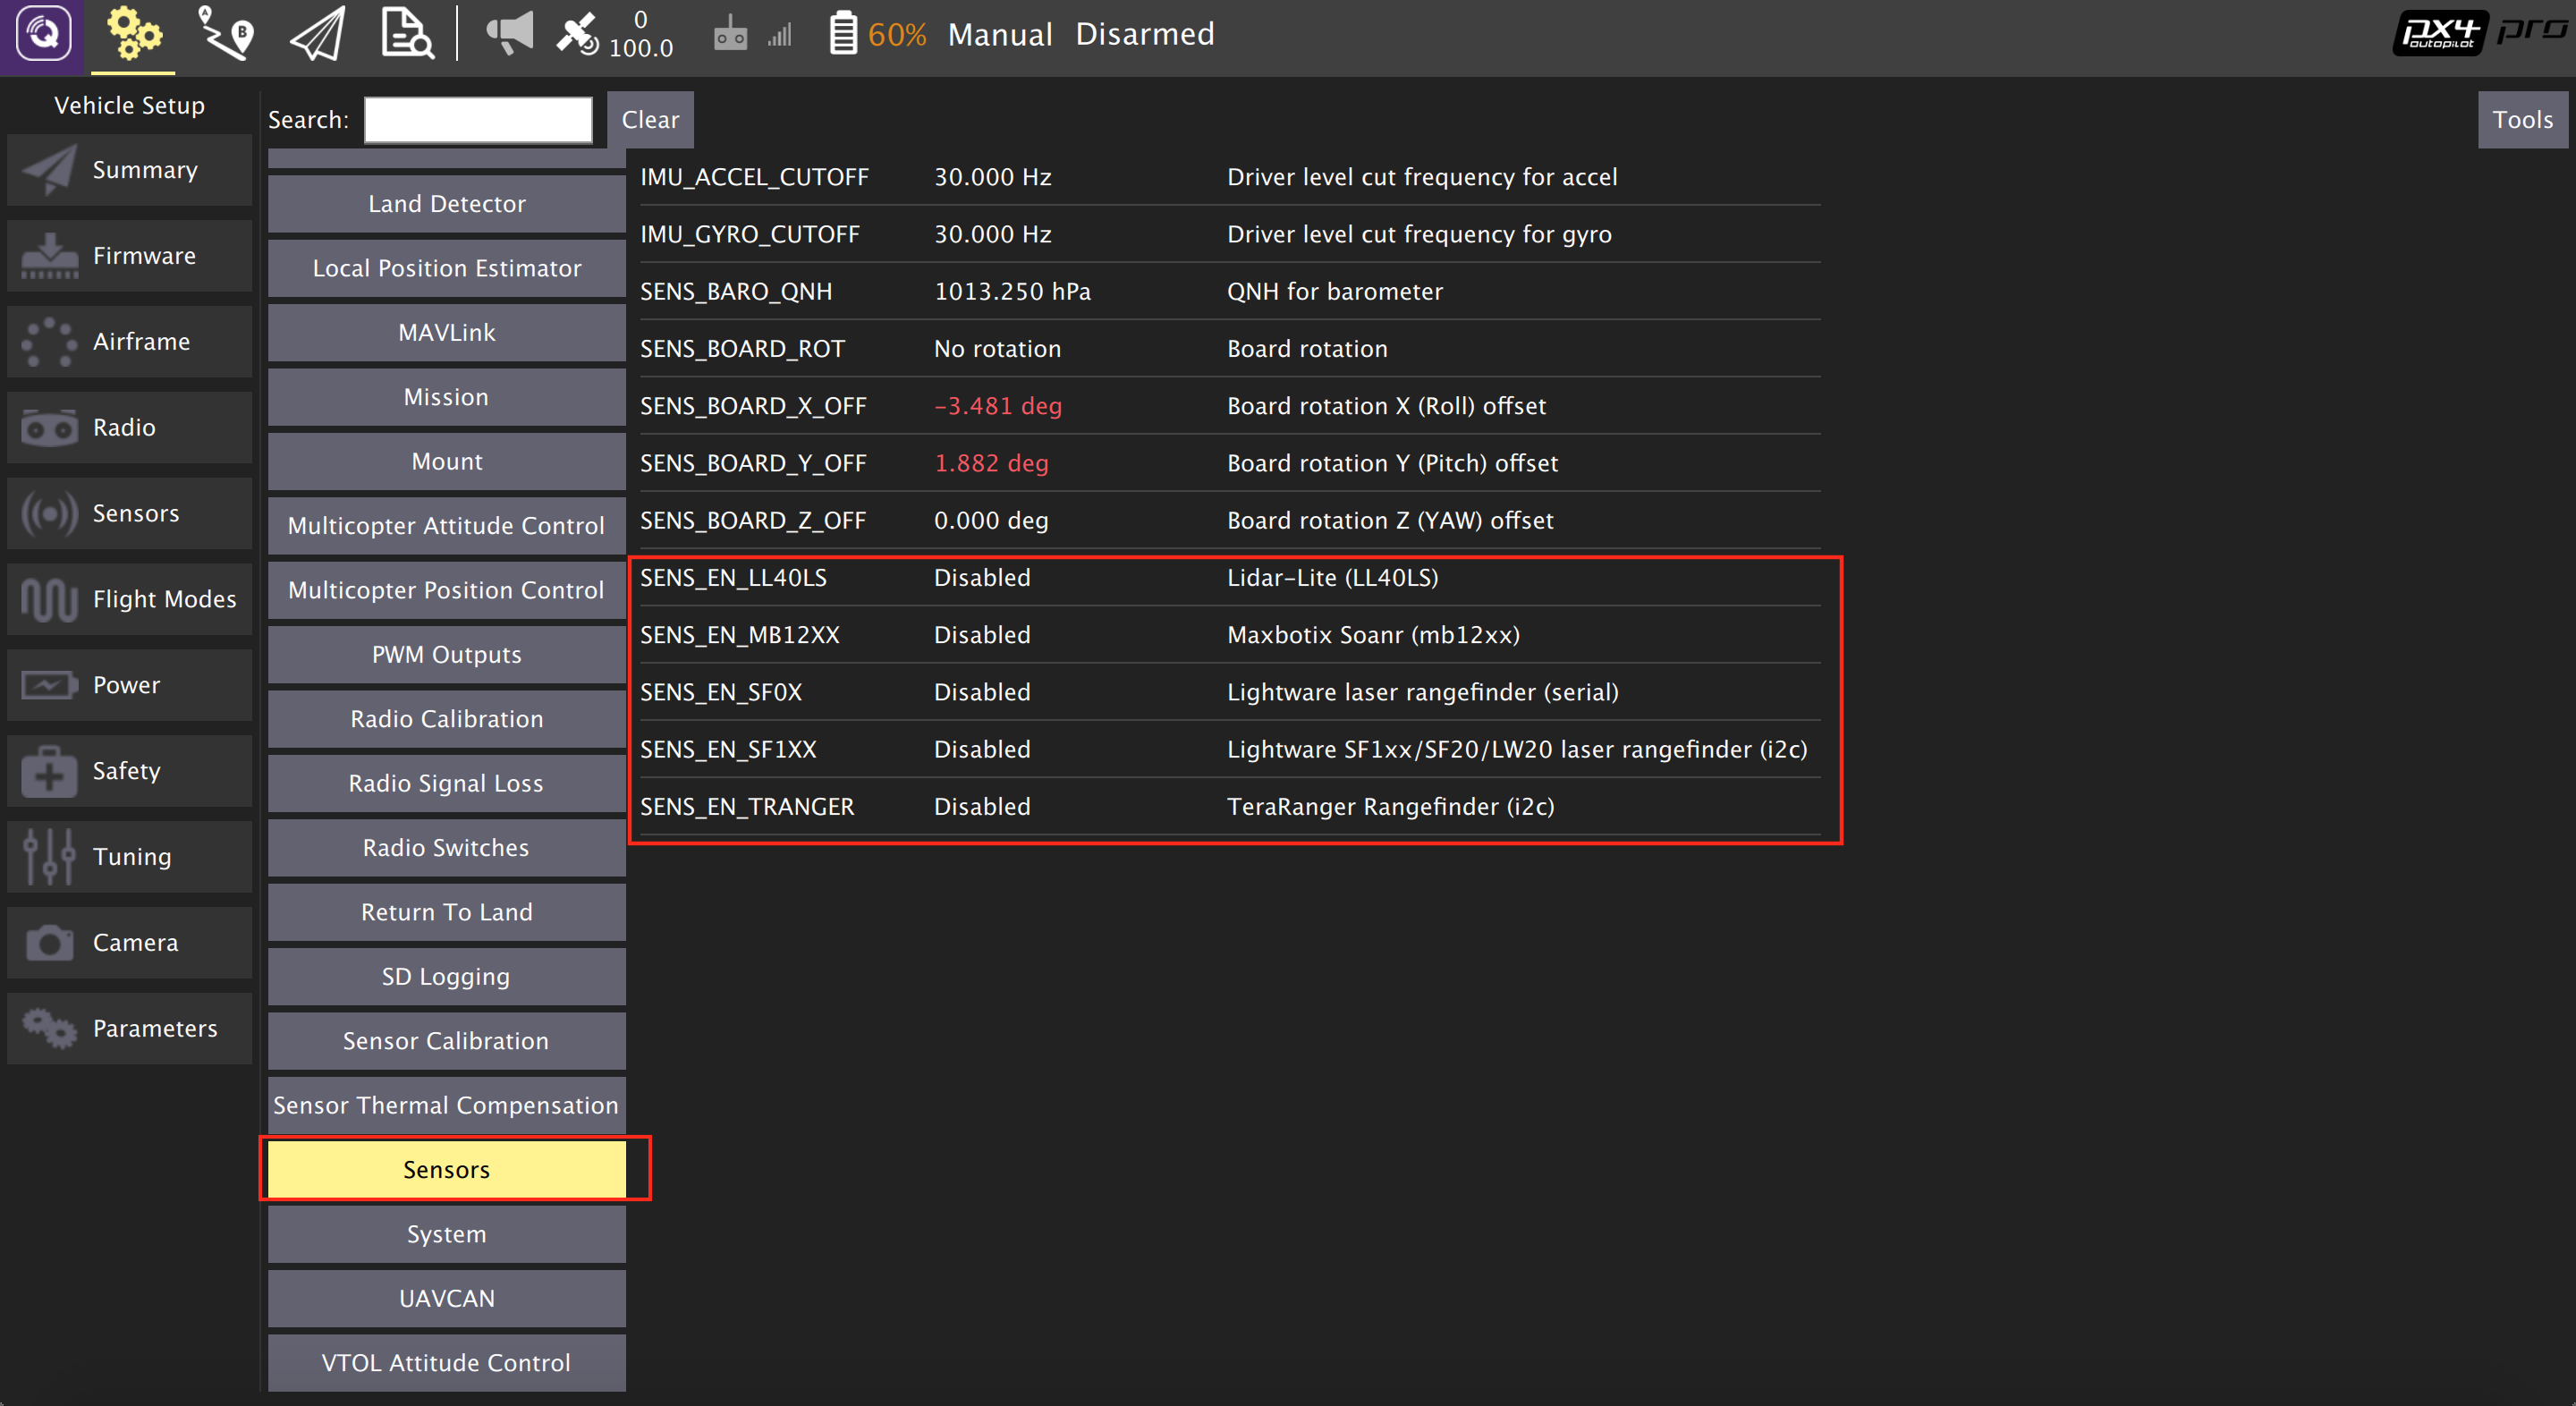 0
100.0
60% Manual Disarmed
px4 autopilot pro
A
B
Vehicle Setup
Summary
Firmware
Airframe
Radio
Sensors
Flight Modes
Power
Safety
Tuning
Camera
Parameters
Search:
Clear
Tools
Land Detector
Local Position Estimator
MAVLink
Mission
Mount
Multicopter Attitude Control
Multicopter Position Control
PWM Outputs
Radio Calibration
Radio Signal Loss
Radio Switches
Return To Land
SD Logging
Sensor Calibration
Sensor Thermal Compensation
Sensors
System
UAVCAN
VTOL Attitude Control
IMU_ACCEL_CUTOFF 30.000 Hz Driver level cut frequency for accel
IMU_GYRO_CUTOFF 30.000 Hz Driver level cut frequency for gyro
SENS_BARO_QNH 1013.250 hPa QNH for barometer
SENS_BOARD_ROT No rotation Board rotation
SENS_BOARD_X_OFF -3.481 deg Board rotation X (Roll) offset
SENS_BOARD_Y_OFF 1.882 deg Board rotation Y (Pitch) offset
SENS_BOARD_Z_OFF 0.000 deg Board rotation Z (YAW) offset
SENS_EN_LL40LS Disabled Lidar-Lite (LL40LS)
SENS_EN_MB12XX Disabled Maxbotix Soanr (mb12xx)
SENS_EN_SF0X Disabled Lightware laser rangefinder (serial)
SENS_EN_SF1XX Disabled Lightware SF1xx/SF20/LW20 laser rangefinder (i2c)
SENS_EN_TRANGER Disabled TeraRanger Rangefinder (i2c)